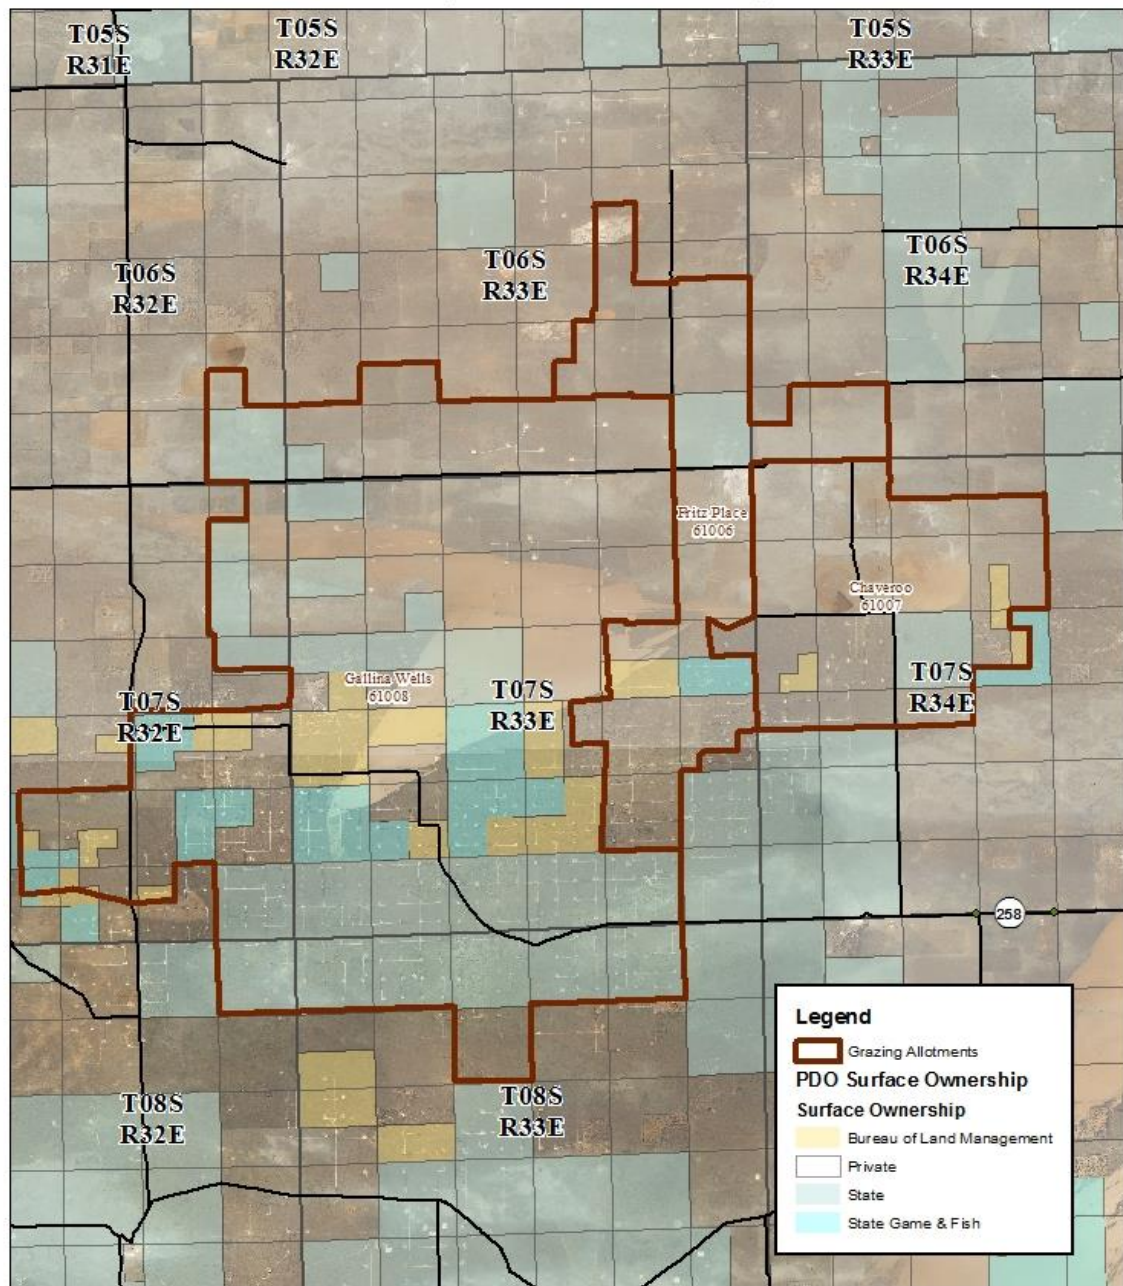 T05S
R31E
T05S
R32E
T05S
R33E
T06S
R32E
T06S
R33E
T06S
R34E
Fritz Place
61006
Chaveroo
61007
Gallina Wells
61008
T07S
R32E
T07S
R33E
T07S
R34E
258
T08S
R32E
T08S
R33E
Legend
Grazing Allotments
PDO Surface Ownership
Surface Ownership
Bureau of Land Management
Private
State
State Game & Fish